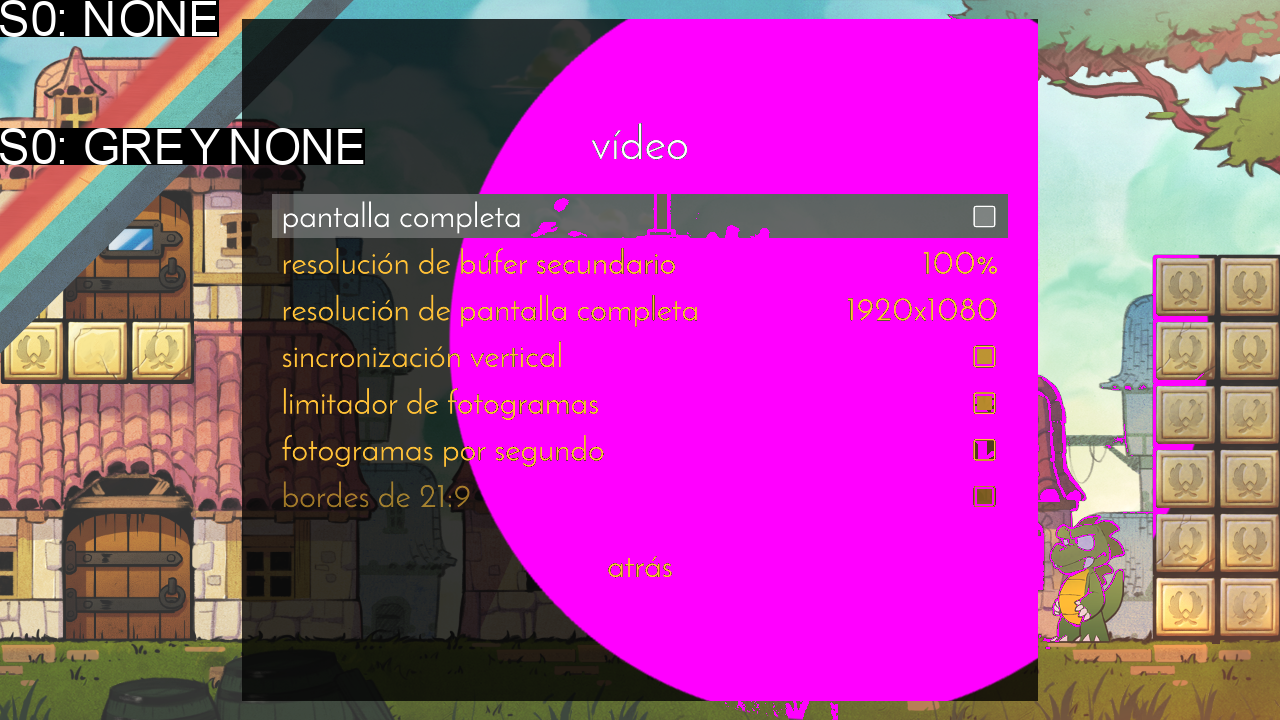 S0: NONE
S0: GREY NONE
vídeo
pantalla completa
resolución de búfer secundario 100%
resolución de pantalla completa 1920x1080
sincronización vertical
limitador de fotogramas
fotogramas por segundo
bordes de 21:9
atrás